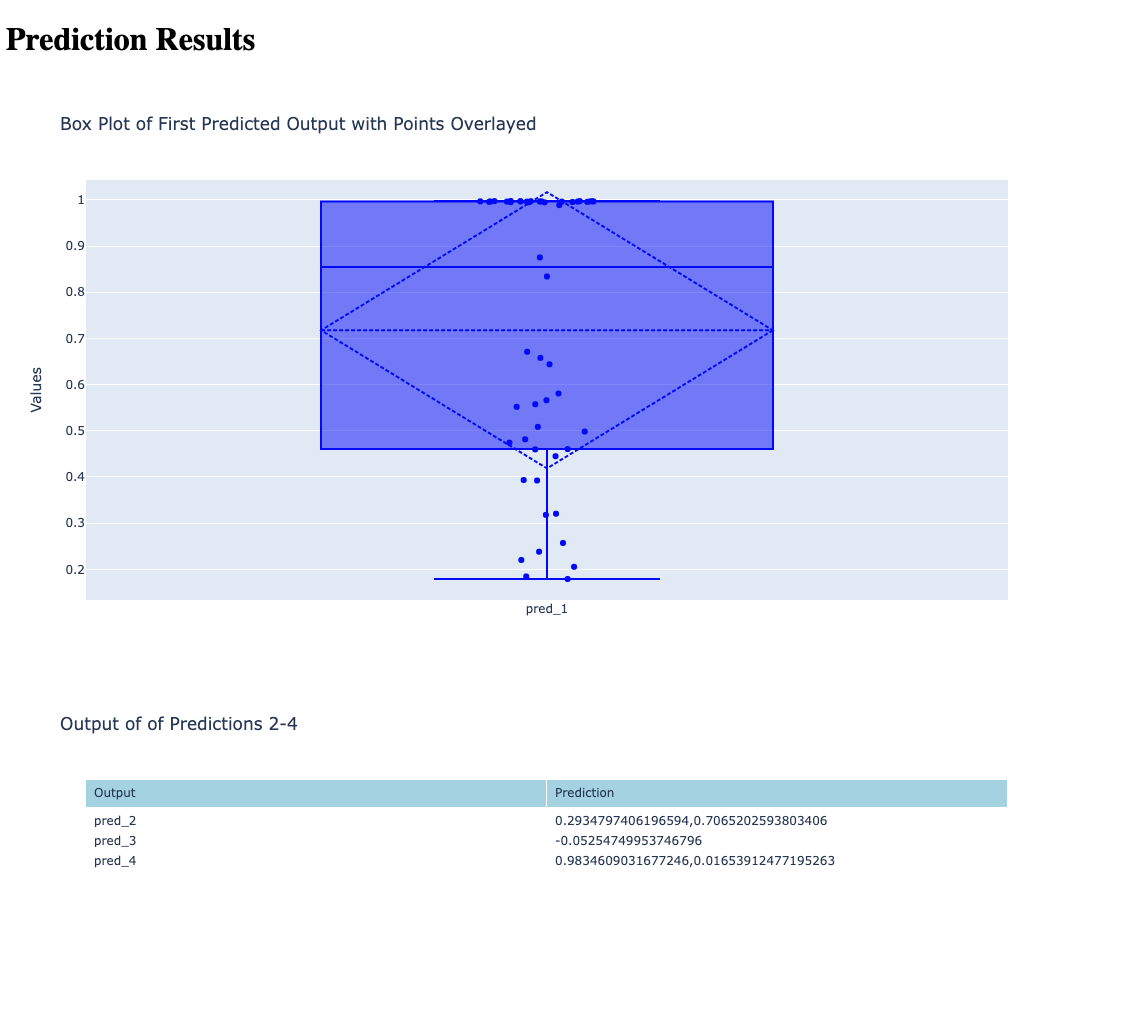 Prediction Results
Box Plot of First Predicted Output with Points Overlayed
Values
1
0.9
0.8
0.7
0.6
0.5
0.4
0.3
0.2
pred_1
Output of of Predictions 2-4
Output Prediction
pred_2 0.2934797406196594,0.7065202593803406
pred_3 -0.05254749953746796
pred_4 0.9834609031677246,0.01653912477195263